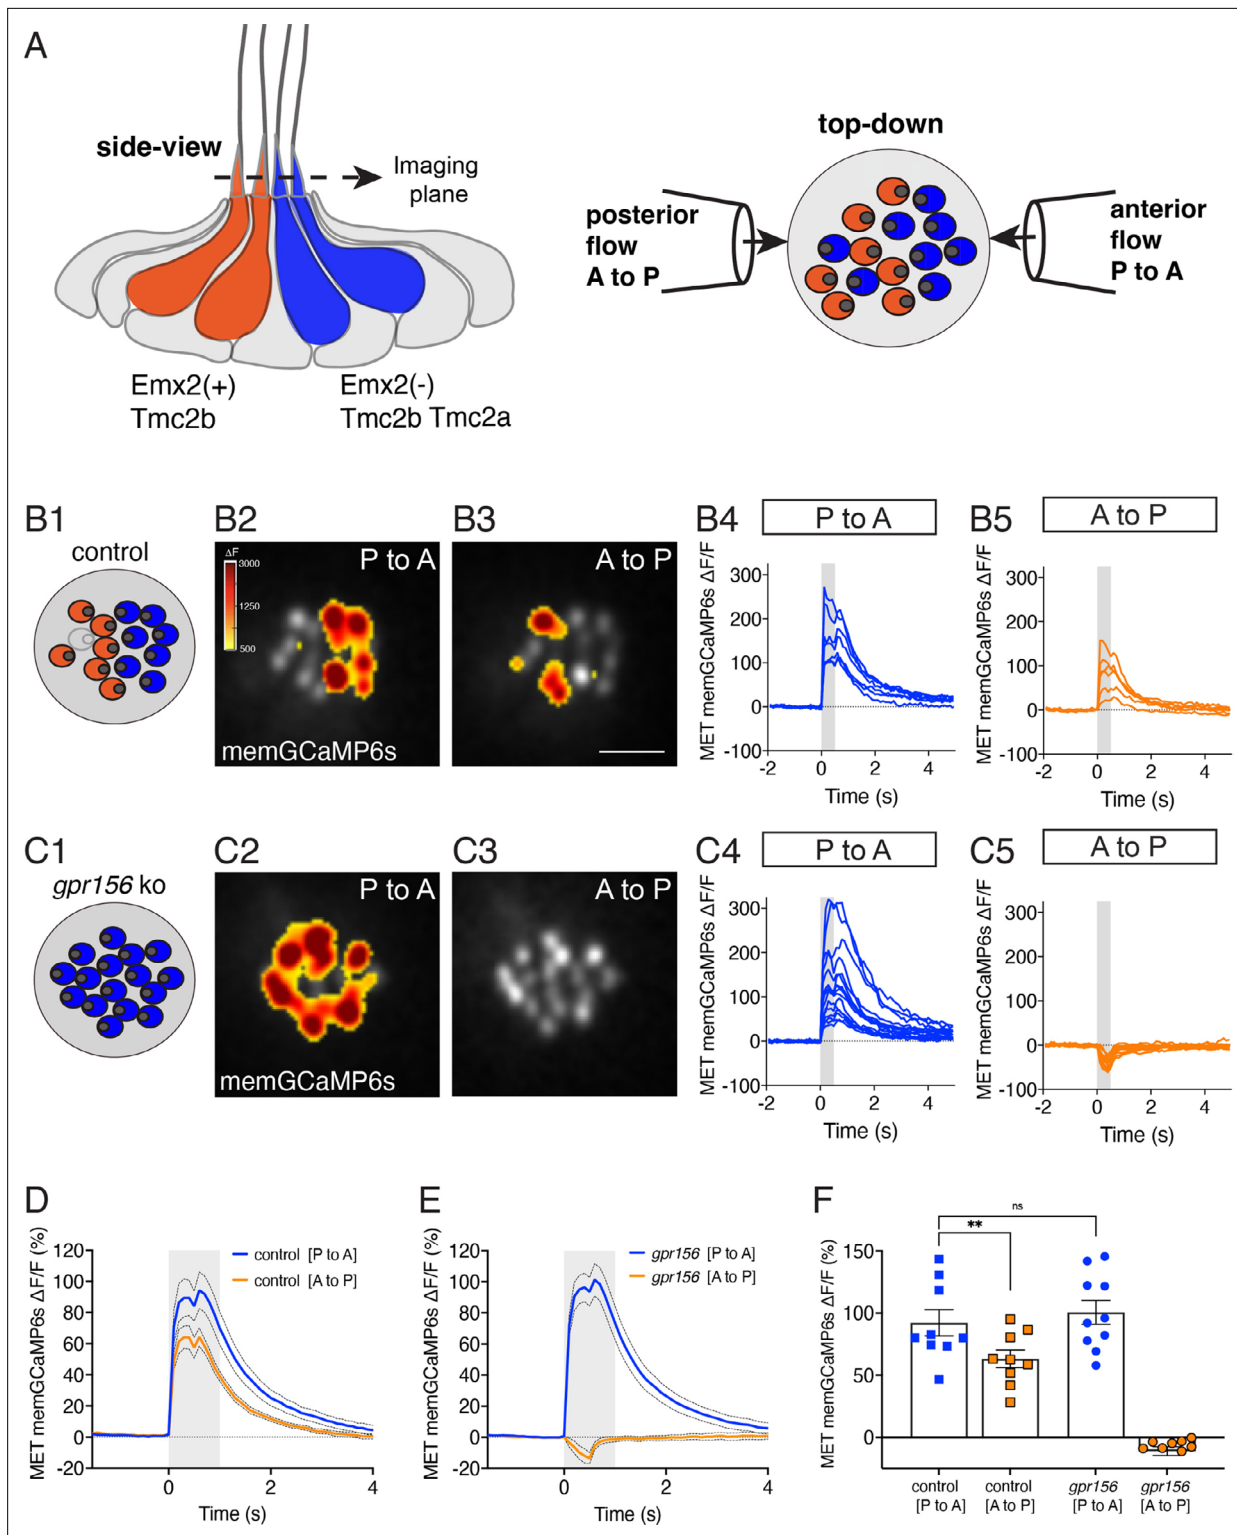 A
side-view
Imaging
plane
Emx2(+)
Tmc2b
Emx2(-)
Tmc2b Tmc2a
top-down
posterior
flow
A to P
anterior
flow
P to A
B1
control
B2
ΔF
3000
1250
500
P to A
memGCaMP6s
B3
A to P
B4
P to A
MET memGCaMP6s ΔF/F
300
200
100
0
-100
-2
0
2
4
Time (s)
B5
A to P
MET memGCaMP6s ΔF/F
300
200
100
0
-100
-2
0
2
4
Time (s)
C1
gpr156 ko
C2
P to A
memGCaMP6s
C3
A to P
C4
P to A
MET memGCaMP6s ΔF/F
300
200
100
0
-100
-2
0
2
4
Time (s)
C5
A to P
MET memGCaMP6s ΔF/F
300
200
100
0
-100
-2
0
2
4
Time (s)
D
MET memGCaMP6s ΔF/F (%)
120
100
80
60
40
20
0
-20
control [P to A]
control [A to P]
0
2
4
Time (s)
E
MET memGCaMP6s ΔF/F (%)
120
100
80
60
40
20
0
-20
gpr156 [P to A]
gpr156 [A to P]
0
2
4
Time (s)
F
MET memGCaMP6s ΔF/F (%)
150
100
50
0
ns
**
control
[P to A]
control
[A to P]
gpr156
[P to A]
gpr156
[A to P]